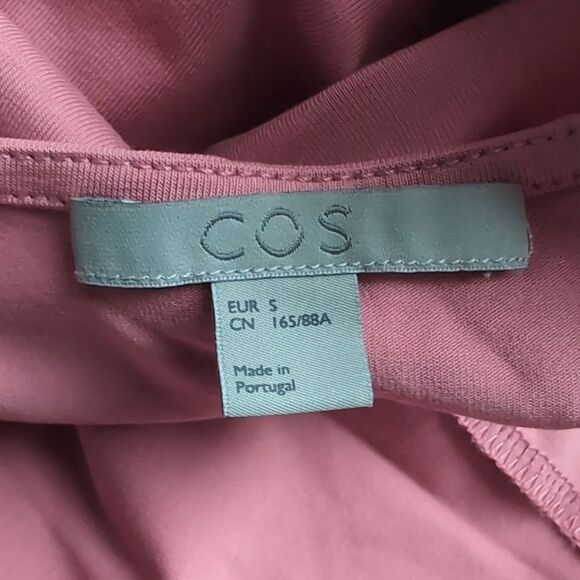 COS
EUR S
CN 165/88A
Made in
Portugal